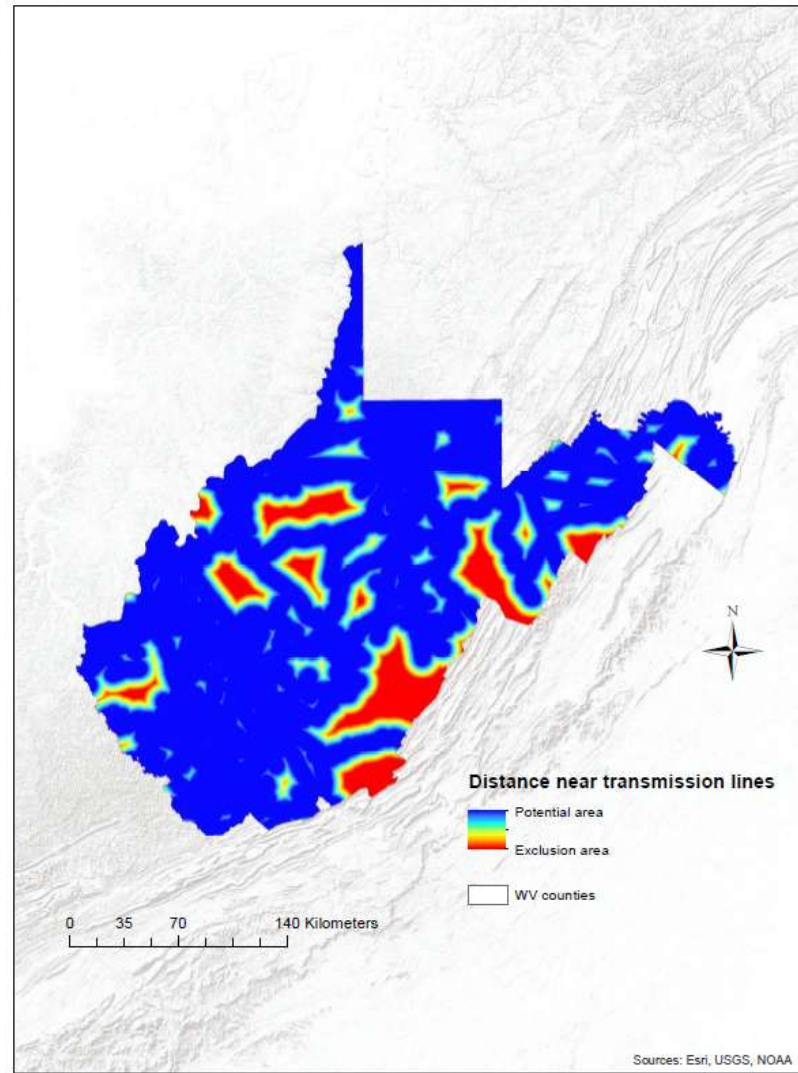 N
Distance near transmission lines
Potential area
Exclusion area
WV counties
0 35 70 140 Kilometers
Sources: Esri, USGS, NOAA